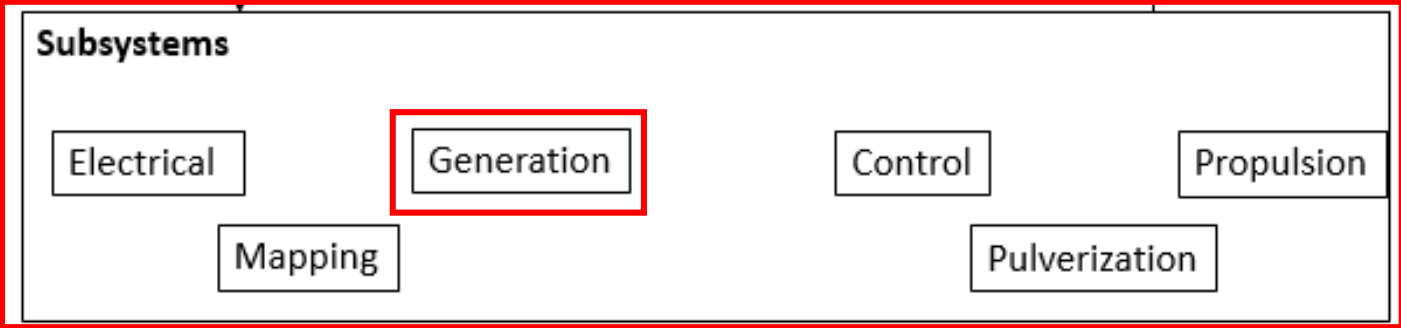 Subsystems
Electrical
Generation
Control
Propulsion
Mapping
Pulverization